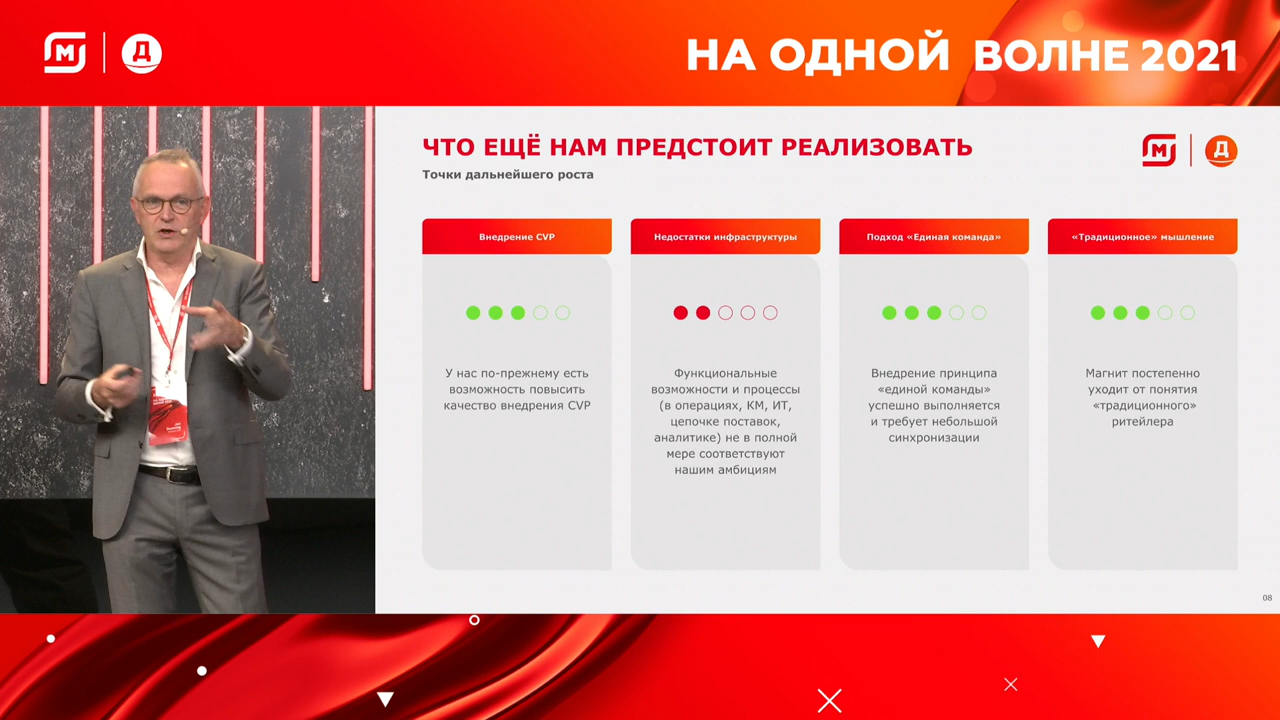 М Д
НА ОДНОЙ ВОЛНЕ 2021
ЧТО ЕЩЁ НАМ ПРЕДСТОИТ РЕАЛИЗОВАТЬ
Точки дальнейшего роста
М Д
Внедрение CVP
У нас по-прежнему есть
возможность повысить
качество внедрения CVP
Недостатки инфраструктуры
Функциональные
возможности и процессы
(в операциях, КМ, ИТ,
цепочке поставок,
аналитике) не в полной
мере соответствуют
нашим амбициям
Подход «Единая команда»
Внедрение принципа
«единой команды»
успешно выполняется
и требует небольшой
синхронизации
«Традиционное» мышление
Магнит постепенно
уходит от понятия
«традиционного»
ритейлера
08